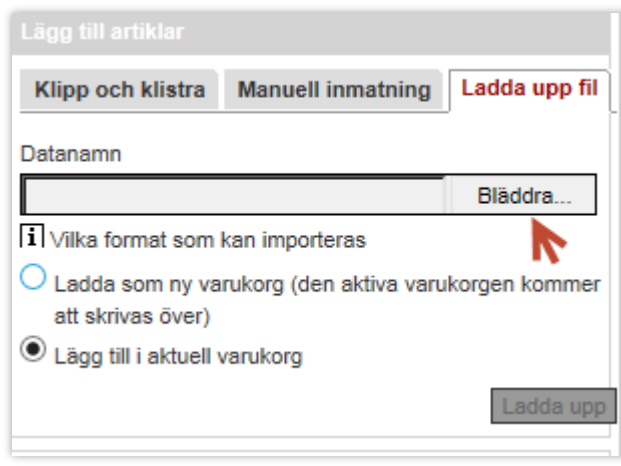 Lägg till artiklar
Klipp och klistra Manuell inmatning Ladda upp fil
Datanamn
Bläddra...
i Vilka format som kan importeras
Ladda som ny varukorg (den aktiva varukorgen kommer
att skrivas över)
Lägg till i aktuell varukorg
Ladda upp